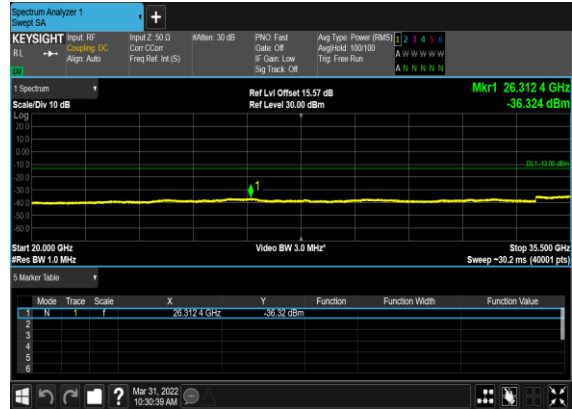 Spectrum Analyzer 1
Swept SA
+
KEYSIGHT Input: RF Input Z: 50 Ω #Atten: 30 dB PNO: Fast Avg Type: Power (RMS) 1 2 3 4 5 6
RL Coupling: DC Corr CCorr Gate: Off Avg|Hold: 100/100 A W W W W W
Align: Auto Freq Ref: Int (S) IF Gain: Low Trig: Free Run
Sig Track: Off A N N N N N
1 Spectrum Ref Lvl Offset 15.57 dB Mkr1 26.312 4 GHz
Scale/Div 10 dB Ref Level 30.00 dBm -36.324 dBm
Log
20.0
10.0
0.00
-10.0 DL1 -13.00 dBm
-20.0
-30.0 1
-40.0
-50.0
-60.0
Start 20.000 GHz Video BW 3.0 MHz* Stop 35.500 GHz
#Res BW 1.0 MHz Sweep ~30.2 ms (40001 pts)
5 Marker Table
Mode Trace Scale X Y Function Function Width Function Value
1 N 1 f 26.312 4 GHz -36.32 dBm
2
3
4
5
6
? Mar 31, 2022
10:30:39 AM